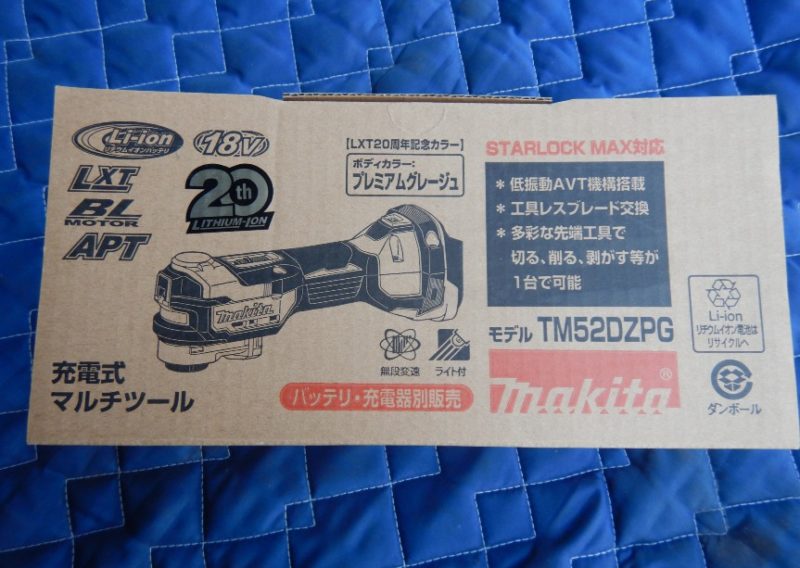 Li-ion
リチウムイオンバッテリ
18V
LXT
BL
MOTOR
APT
20th
LITHIUM-ION
【LXT20周年記念カラー】
ボディカラー:
プレミアムグレージュ
STARLOCK MAX対応
* 低振動AVT機構搭載
* 工具レスブレード交換
* 多彩な先端工具で
切る、削る、剥がす等が
1台で可能
makita
無段変速
ライト付
モデル TM52DZPG
makita®
充電式
マルチツール
バッテリ・充電器別販売
Li-ion
リチウムイオン電池は
リサイクルへ
ダンボール